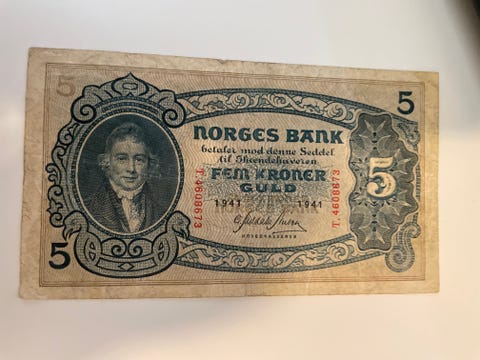 5
5
NORGES BANK
betaler mod denne Seddel
til Ihændehaveren
FEM KRONER
GULD
1941 1941
T. 4608673
T. 4608673
5
5
HOVEDKASSERER